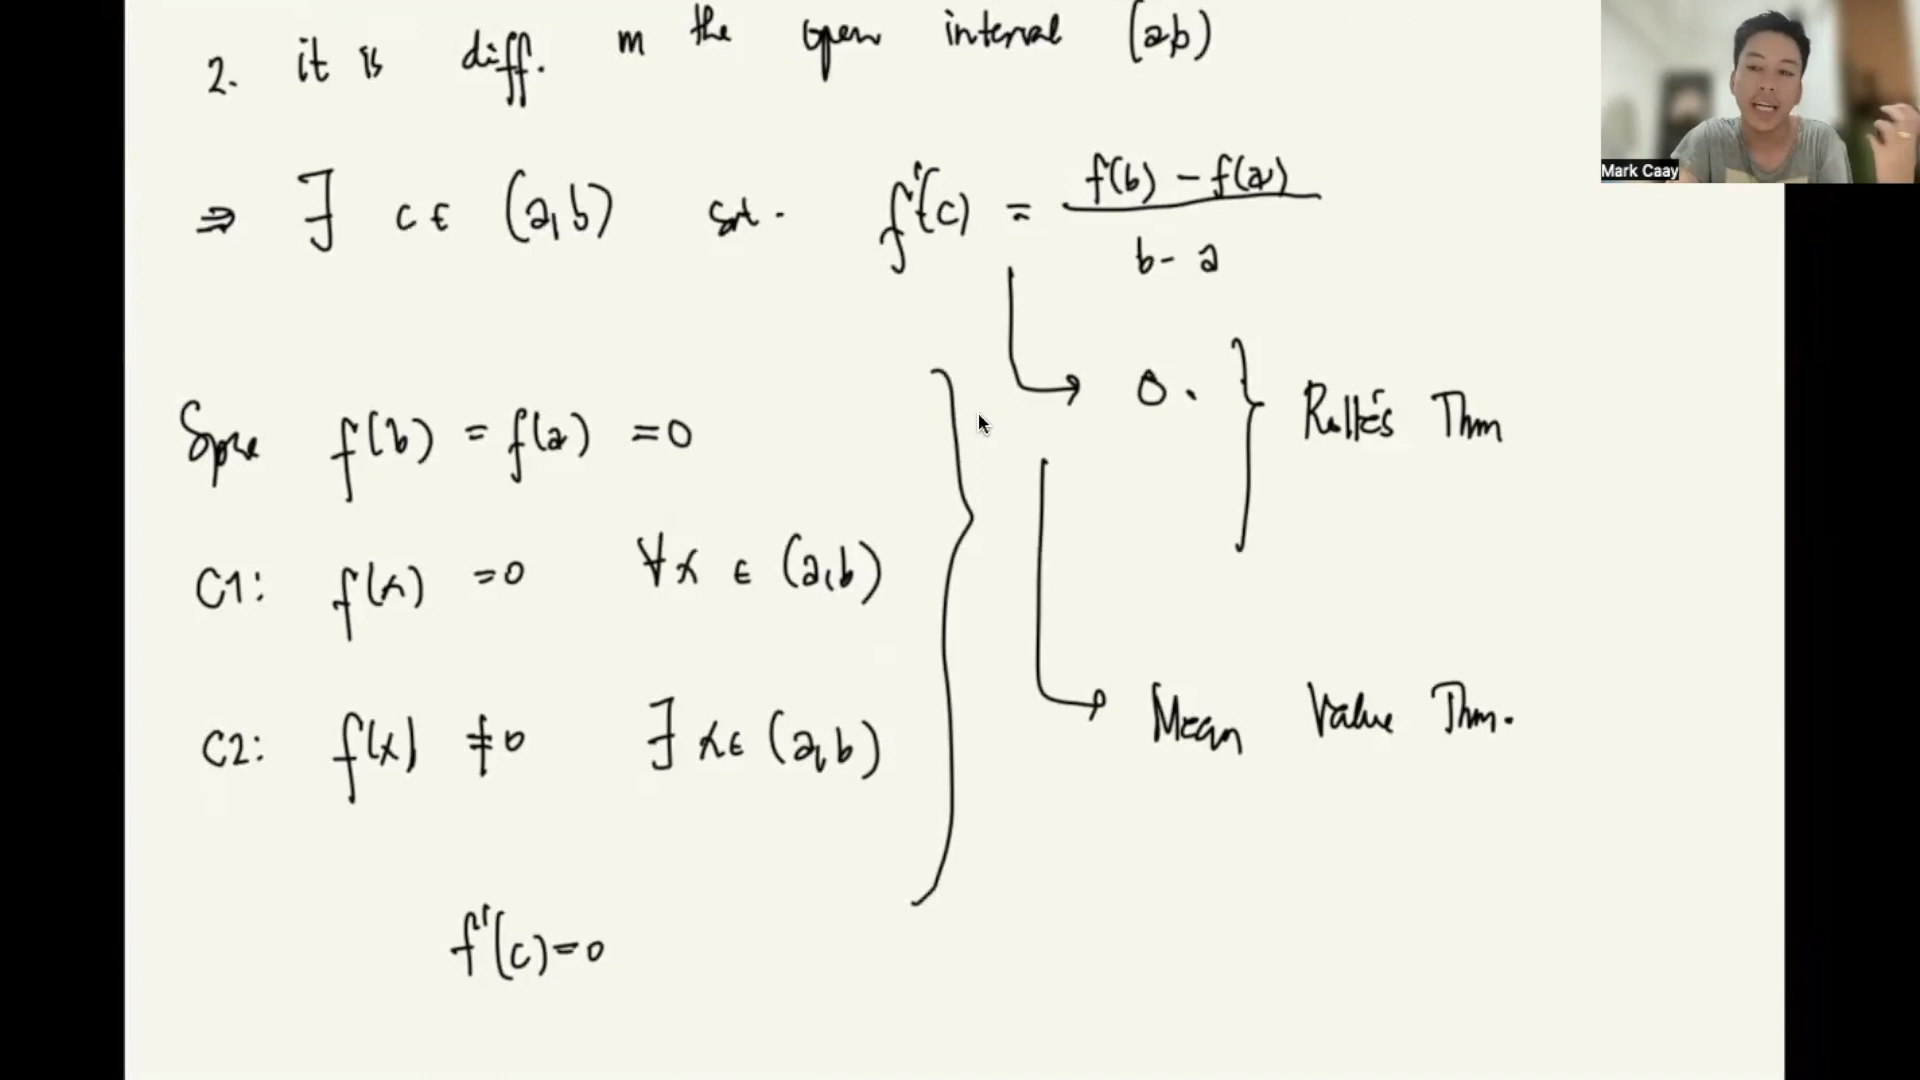 2. it is diff. in the open interval (a,b)
Mark Caay
⇒ ∃ c ∈ (a,b) s.t. f'(c) = f(b) - f(a) / b - a
0.
Rolle's Thm
Spse f(b) = f(a) = 0
C1: f(x) = 0 ∀x ∈ (a,b)
C2: f(x) ≠ 0 ∃ x ∈ (a,b)
Mean Value Thm.
f'(c) = 0